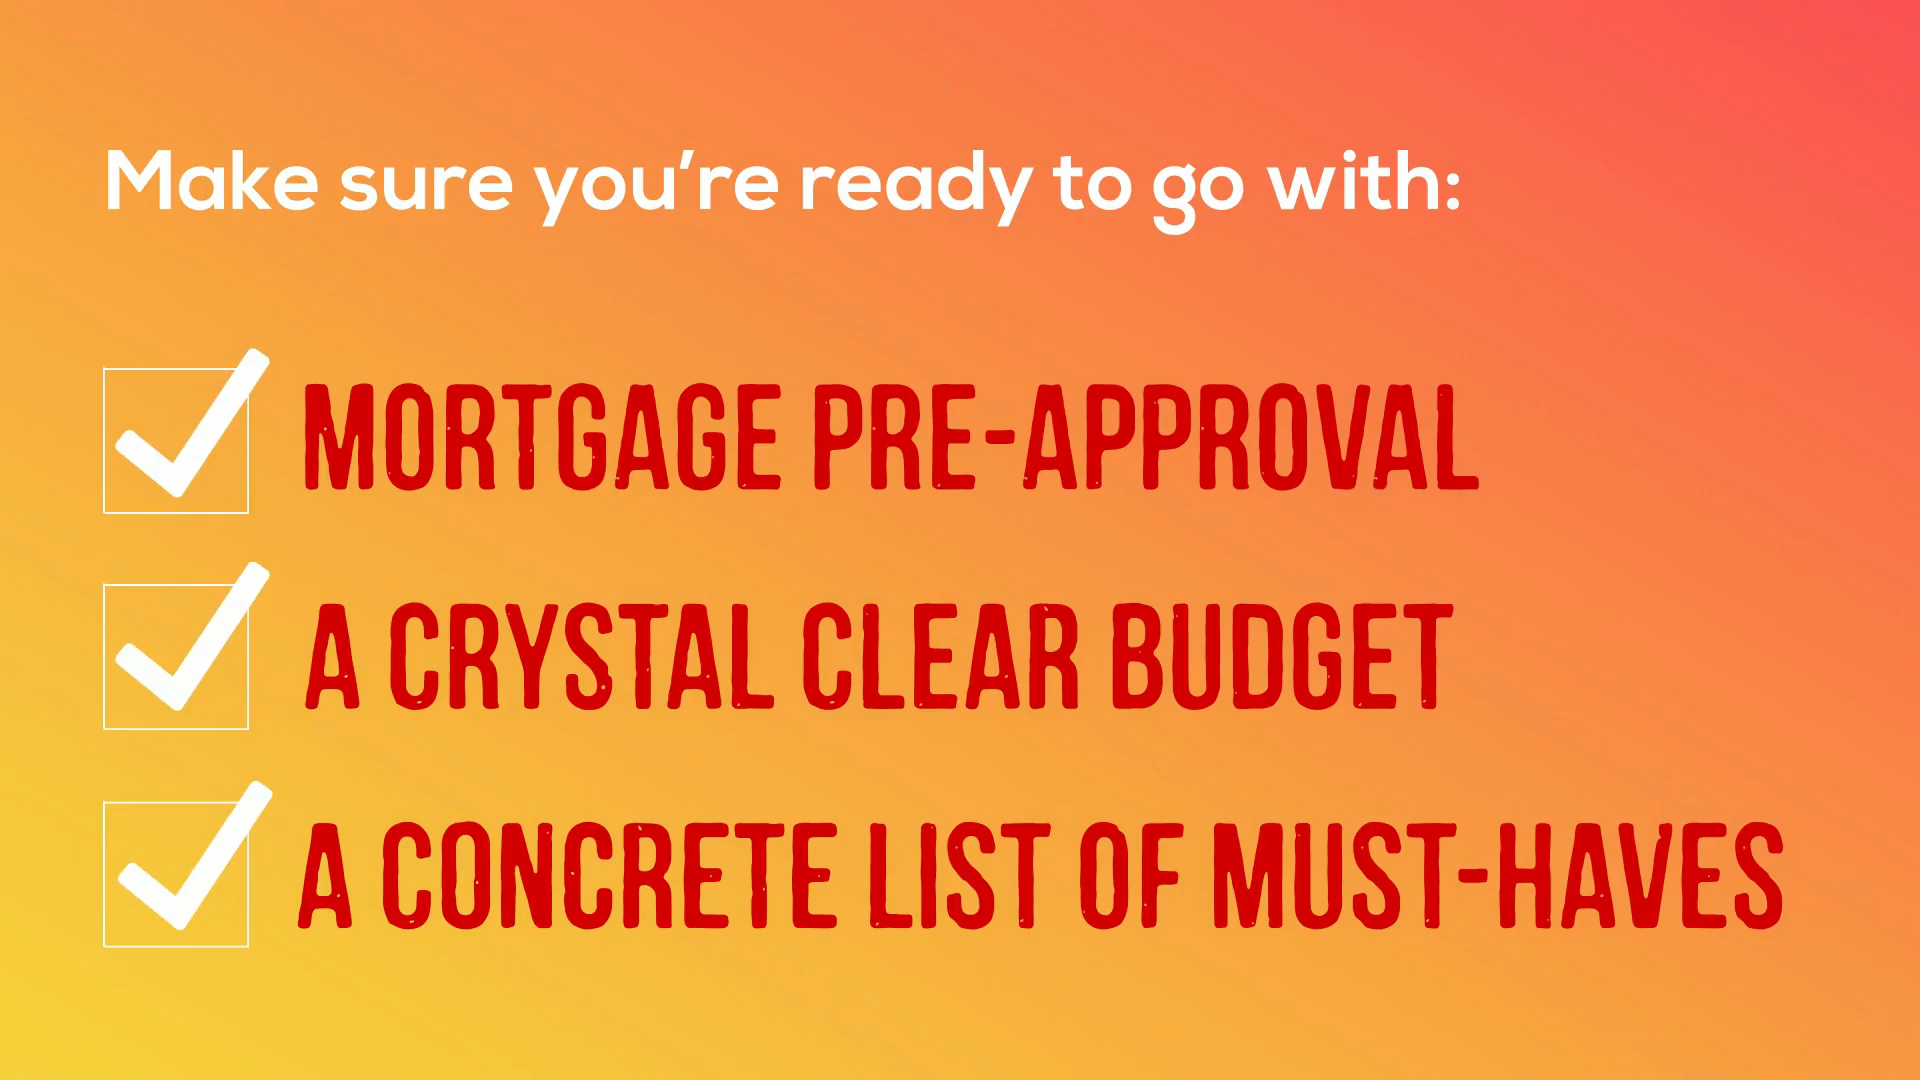 Make sure you’re ready to go with:
MORTGAGE PRE-APPROVAL
A CRYSTAL CLEAR BUDGET
A CONCRETE LIST OF MUST-HAVES